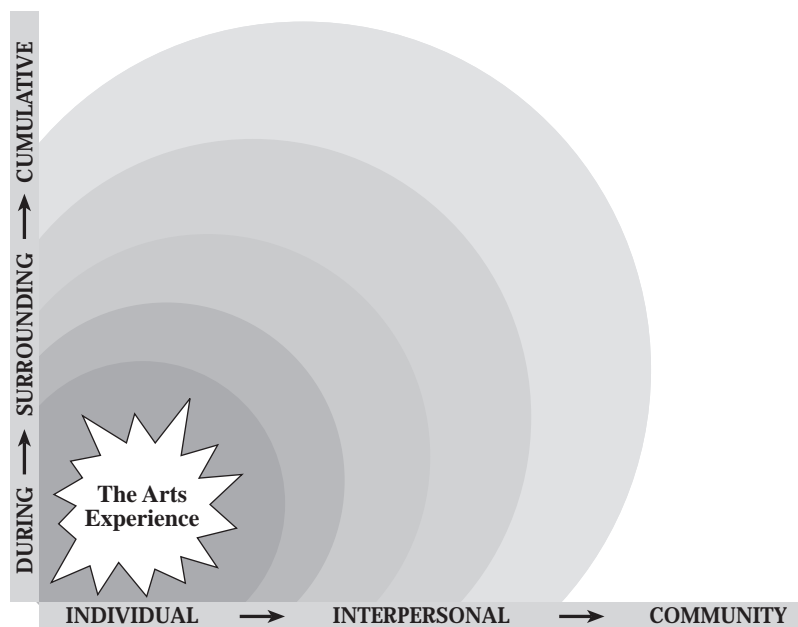 CUMULATIVE
SURROUNDING
DURING
The Arts
Experience
INDIVIDUAL → INTERPERSONAL → COMMUNITY